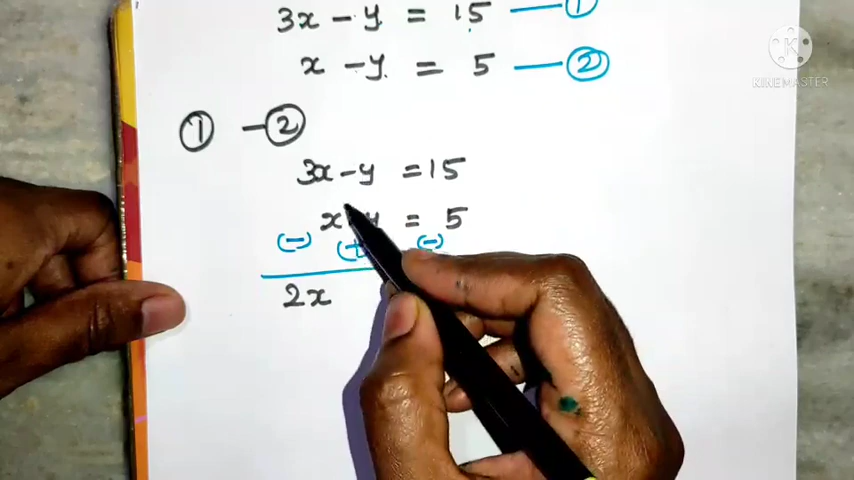 3x - y = 15 — ①
x - y = 5 — ②
① - ②
3x - y = 15
x y = 5
(-) (+) (-)
2x
KINEMASTER